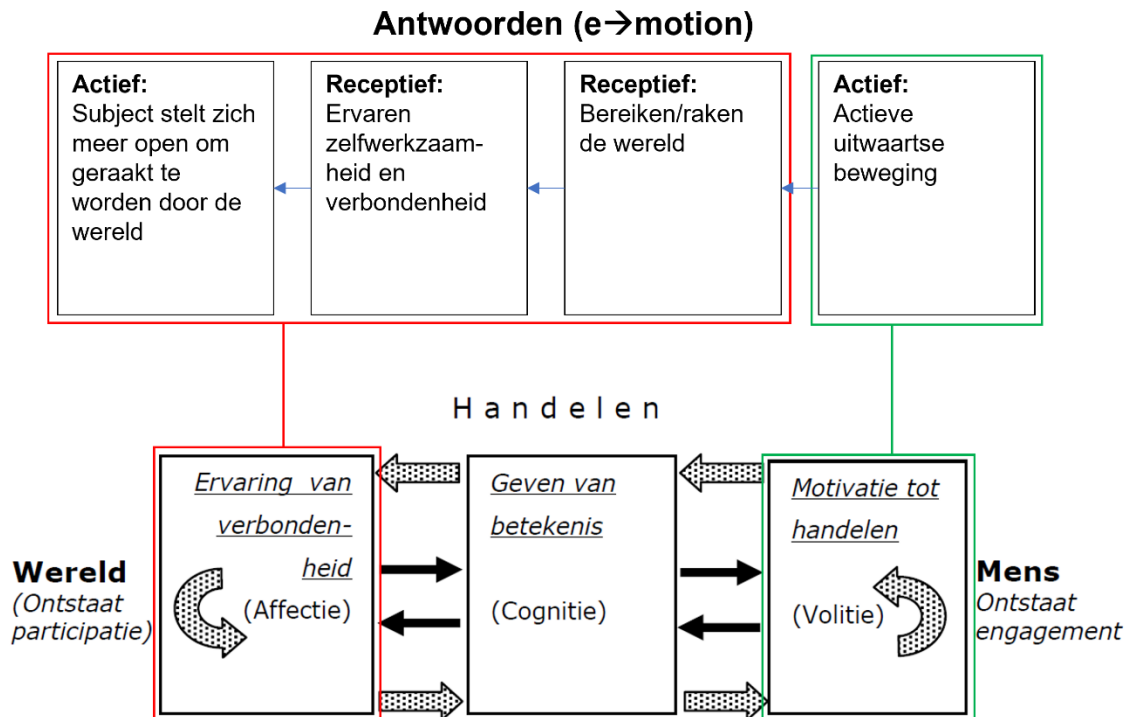 Antwoorden (e→motion)
Actief:
Subject stelt zich
meer open om
geraakt te
worden door de
wereld
Receptief:
Ervaren
zelfwerkzaam-
heid en
verbondenheid
Receptief:
Bereiken/raken
de wereld
Actief:
Actieve
uitwaartse
beweging
Handelen
Wereld
(Ontstaat
participatie)
Ervaring van
verbonden-
heid
(Affectie)
Geven van
betekenis
(Cognitie)
Motivatie tot
handelen
(Volitie)
Mens
Ontstaat
engagement